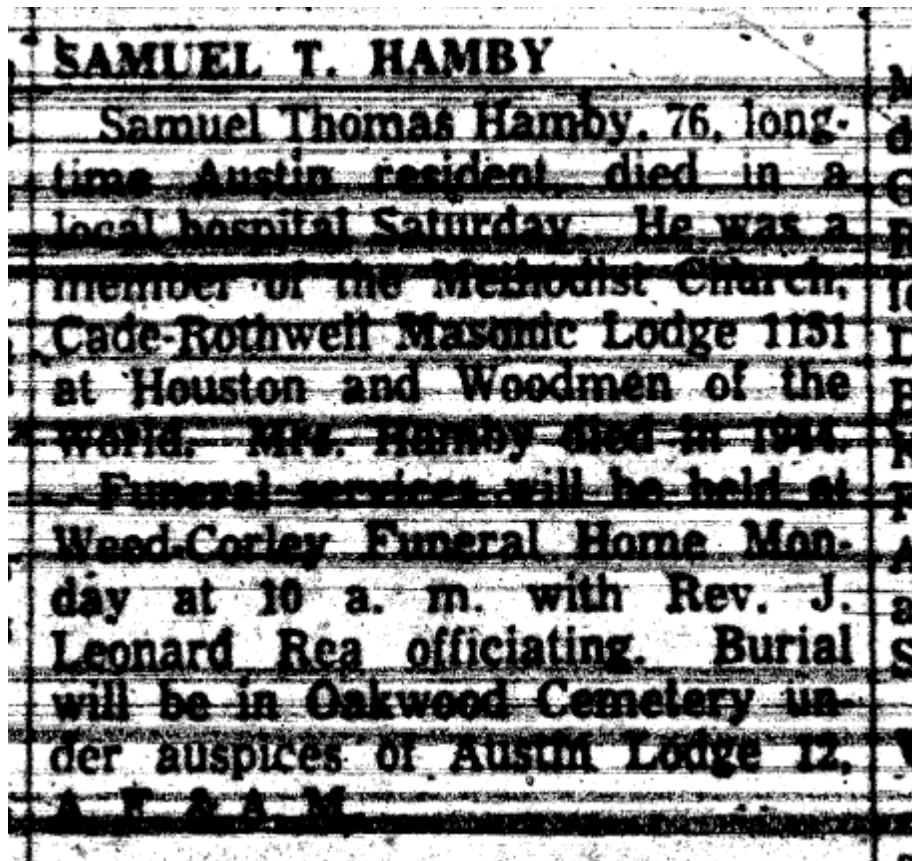 SAMUEL T. HAMBY
Samuel Thomas Hamby, 76, long-
time Austin resident, died in a
local hospital Saturday. He was a
member of the Methodist Church,
Cade-Rothwell Masonic Lodge 1151
at Houston and Woodmen of the
World. Mrs. Hamby died in 1944.
Funeral services will be held at
Weed-Corley Funeral Home Mon-
day at 10 a. m. with Rev. J.
Leonard Rea officiating. Burial
will be in Oakwood Cemetery un-
der auspices of Austin Lodge 12,
A F & A M